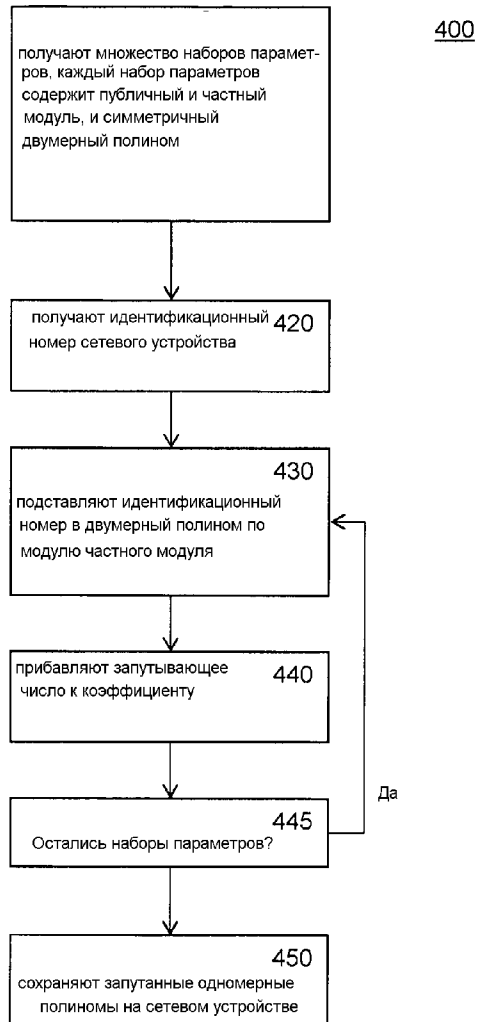 400
получают множество наборов парамет-
ров, каждый набор параметров
содержит публичный и частный
модуль, и симметричный
двумерный полином
420
получают идентификационный
номер сетевого устройства
430
подставляют идентификационный
номер в двумерный полином по
модулю частного модуля
440
прибавляют запутывающее
число к коэффициенту
Да
445
Остались наборы параметров?
450
сохраняют запутанные одномерные
полиномы на сетевом устройстве